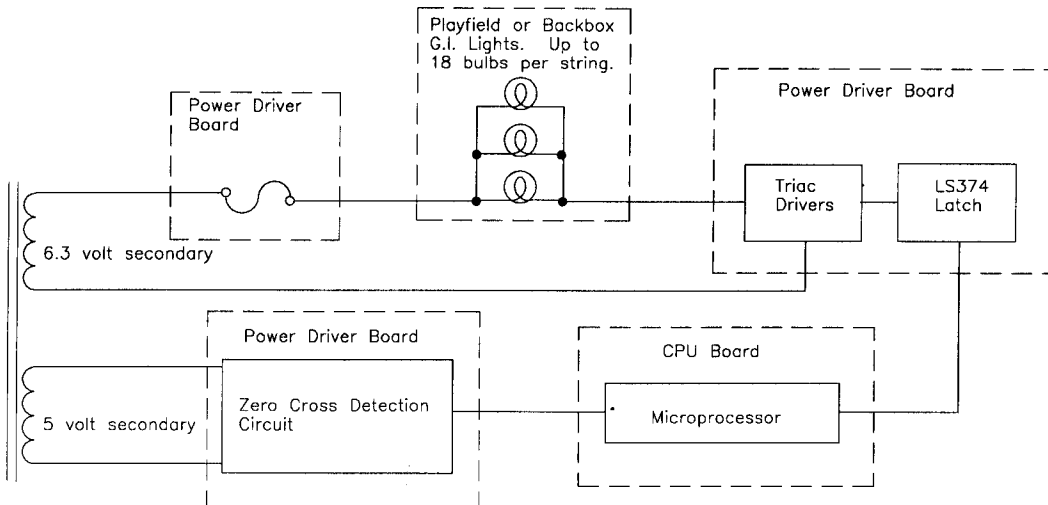 Playfield or Backbox
G.I. Lights. Up to
18 bulbs per string.
Power Driver Board
Power Driver
Board
Triac
Drivers
LS374
Latch
6.3 volt secondary
Power Driver Board
CPU Board
Zero Cross Detection
Circuit
Microprocessor
5 volt secondary